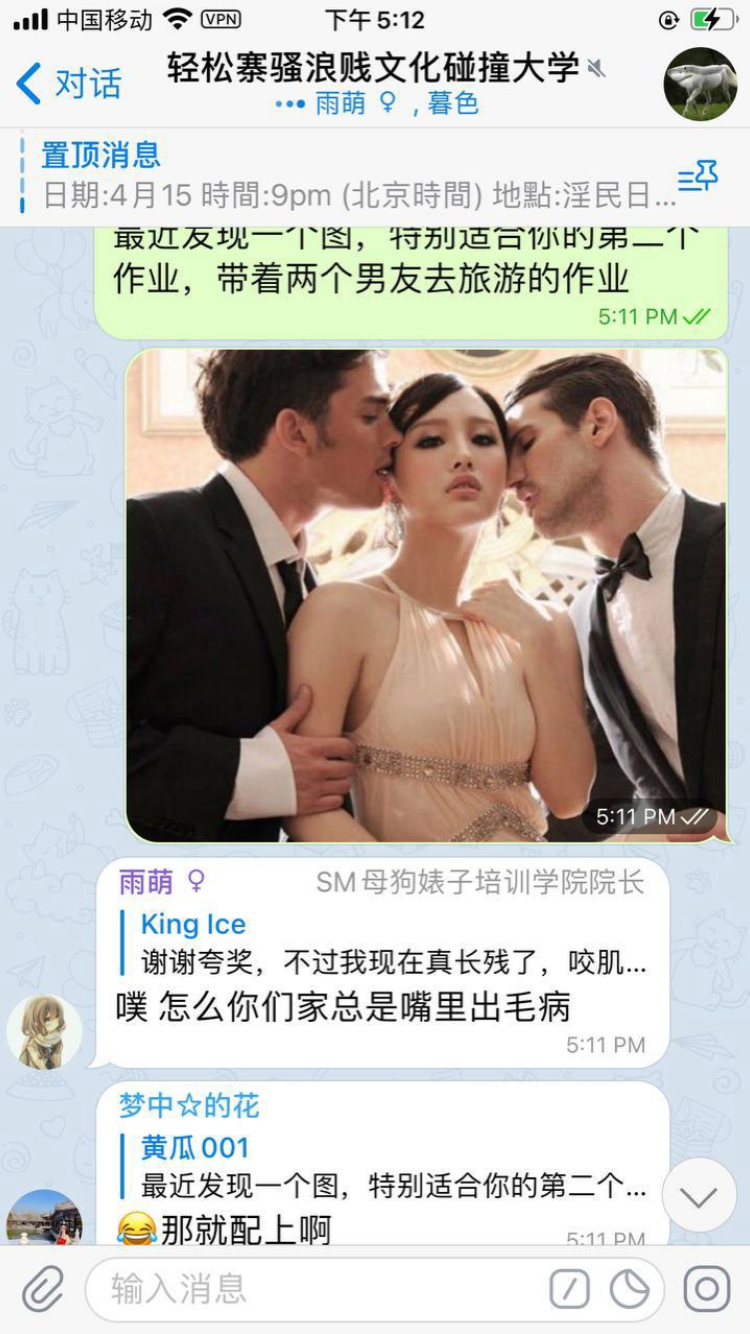 中国移动 VPN 下午5:12
对话
轻松寨骚浪贱文化碰撞大学
雨萌♀,暮色
置顶消息
日期:4月15 時間:9pm (北京時間) 地點:淫民日...
最近发现一个图，特别适合你的第二个
作业，带着两个男友去旅游的作业
5:11 PM
5:11 PM
雨萌♀ SM母狗婊子培训学院院长
King Ice
谢谢夸奖，不过我现在真长残了，咬肌...
噗 怎么你们家总是嘴里出毛病
5:11 PM
梦中☆的花
黄瓜001
最近发现一个图，特别适合你的第二个...
😂那就配上啊
5:11 PM
输入消息